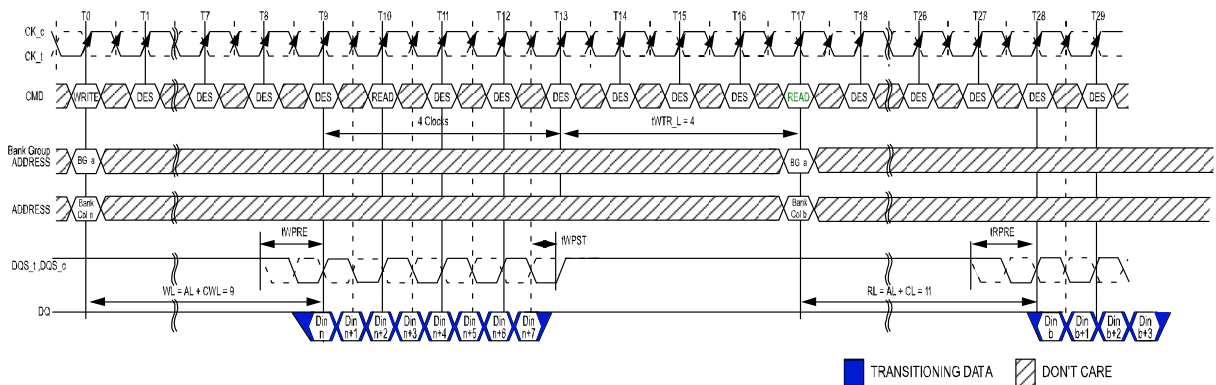 T0 T1 T7 T8 T9 T10 T11 T12 T13 T14 T15 T16 T17 T18 T26 T27 T28 T29
CK_c
CK_t
CMD WRITE DES DES DES DES READ DES DES DES DES DES DES READ DES DES DES DES DES
4 Clocks tWTR_L = 4
Bank Group
ADDRESS BG a BG a
ADDRESS Bank
Col n Bank
Col b
tWPRE tWPST tRPRE
DQS_t,DQS_c
WL = AL + CWL = 9 RL = AL + CL = 11
DQ
Din
n Din
n+1 Din
n+2 Din
n+3 Din
n+4 Din
n+5 Din
n+6 Din
n+7 Din
b Din
b+1 Din
b+2 Din
b+3
TRANSITIONING DATA DON'T CARE